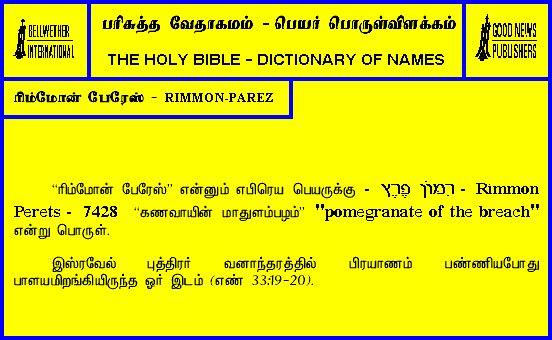 BELLWETHER
INTERNATIONAL
பரிசுத்த வேதாகமம் - பெயர் பொருள்விளக்கம்
THE HOLY BIBLE - DICTIONARY OF NAMES
GOOD NEWS
PUBLISHERS
ரிம்மோன் பேரேஸ் - RIMMON-PAREZ
“ரிம்மோன் பேரேஸ்” என்னும் எபிரெய பெயருக்கு - רִמּוֹן פֶּרֶץ - Rimmon
Perets - 7428 “கணவாயின் மாதுளம்பழம்” "pomegranate of the breach"
என்று பொருள்.
இஸ்ரவேல் புத்திரர் வனாந்தரத்தில் பிரயாணம் பண்ணியபோது
பாளயமிறங்கியிருந்த ஓர் இடம் (எண் 33:19-20).